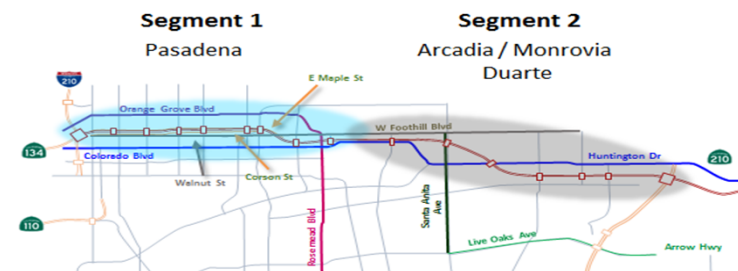 Segment 1
Pasadena
Segment 2
Arcadia / Monrovia
Duarte
210
E Maple St
Orange Grove Blvd
W Foothill Blvd
134
Colorado Blvd
Huntington Dr
210
Walnut St
Corson St
110
Rosemead Blvd
Santa Anita
Ave
Live Oaks Ave
Arrow Hwy